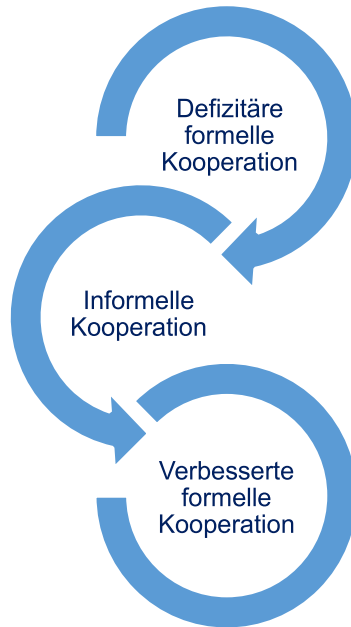 Defizitäre
formelle
Kooperation
Informelle
Kooperation
Verbesserte
formelle
Kooperation